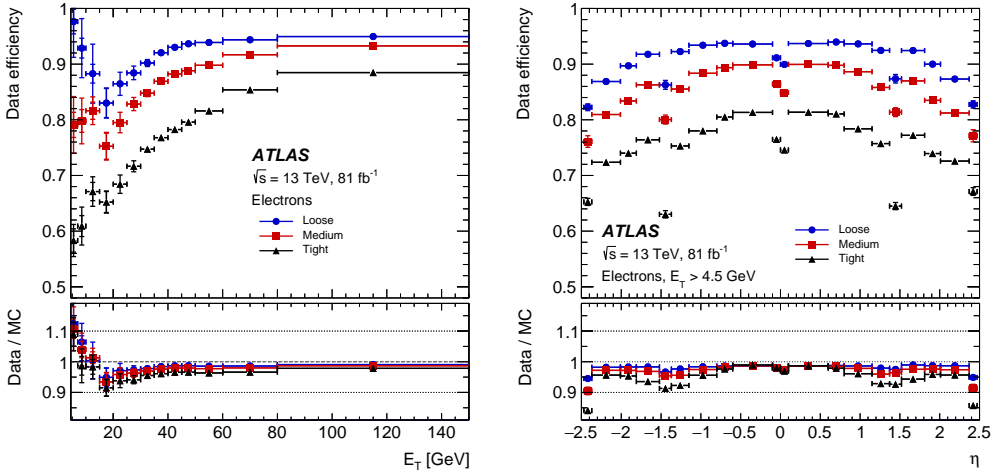 Data efficiency
1
0.9
0.8
0.7
0.6
0.5
ATLAS
√s = 13 TeV, 81 fb⁻¹
Electrons
Loose
Medium
Tight
Data / MC
1.1
1
0.9
20 40 60 80 100 120 140
E_T [GeV]
Data efficiency
1
0.9
0.8
0.7
0.6
0.5
ATLAS
√s = 13 TeV, 81 fb⁻¹
Electrons, E_T > 4.5 GeV
Loose
Medium
Tight
Data / MC
1.1
1
0.9
−2.5 −2 −1.5 −1 −0.5 0 0.5 1 1.5 2 2.5
η